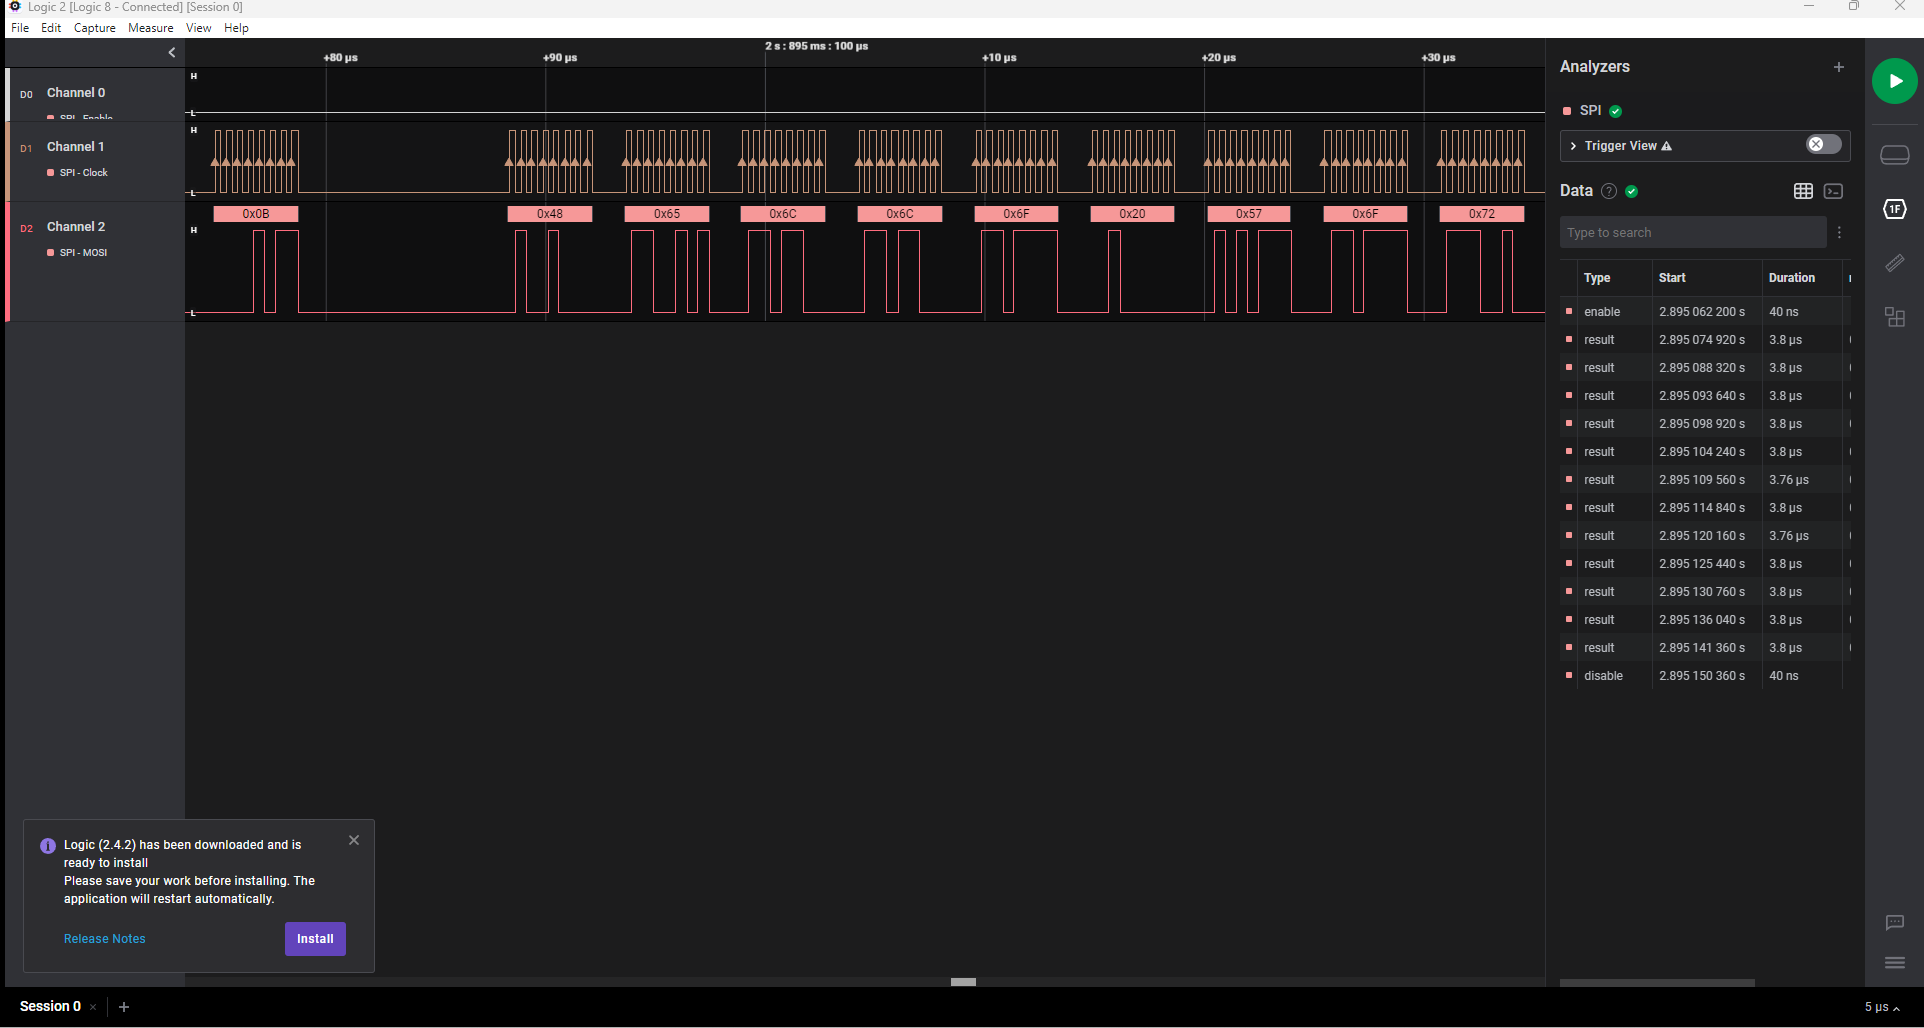 Logic 2 [Logic 8 - Connected] [Session 0]
File Edit Capture Measure View Help
2 s : 895 ms : 100 µs
+80 µs +90 µs +10 µs +20 µs +30 µs
D0 Channel 0
SPI - Enable
H
L
D1 Channel 1
SPI - Clock
H
L
D2 Channel 2
SPI - MOSI
0x0B 0x48 0x65 0x6C 0x6C 0x6F 0x20 0x57 0x6F 0x72
H
L
Analyzers
SPI
Trigger View
Data
Type to search
Type Start Duration
enable 2.895 062 200 s 40 ns
result 2.895 074 920 s 3.8 µs
result 2.895 088 320 s 3.8 µs
result 2.895 093 640 s 3.8 µs
result 2.895 098 920 s 3.8 µs
result 2.895 104 240 s 3.8 µs
result 2.895 109 560 s 3.76 µs
result 2.895 114 840 s 3.8 µs
result 2.895 120 160 s 3.76 µs
result 2.895 125 440 s 3.8 µs
result 2.895 130 760 s 3.8 µs
result 2.895 136 040 s 3.8 µs
result 2.895 141 360 s 3.8 µs
disable 2.895 150 360 s 40 ns
1F
Logic (2.4.2) has been downloaded and is
ready to install
Please save your work before installing. The
application will restart automatically.
Release Notes Install
Session 0
5 µs